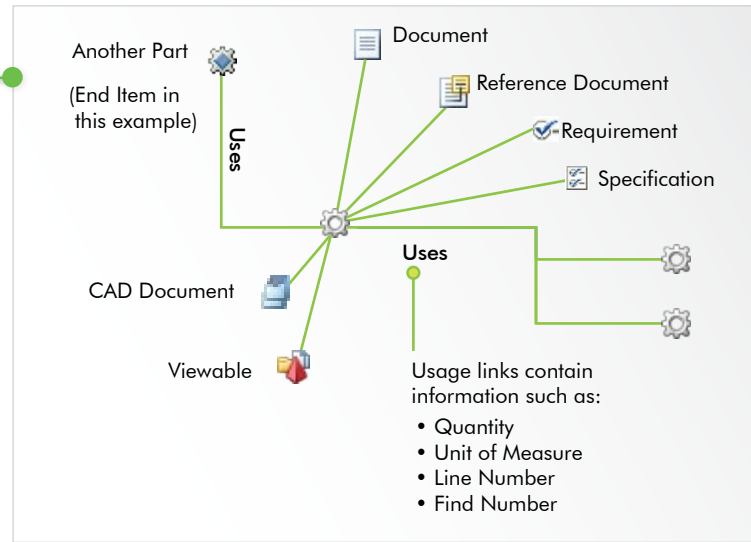 Another Part
(End Item in
this example)
Uses
Document
Reference Document
Requirement
Specification
CAD Document
Viewable
Uses
Usage links contain
information such as:
• Quantity
• Unit of Measure
• Line Number
• Find Number